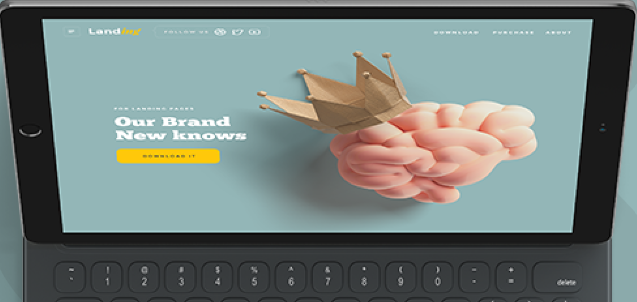 Landing
FOLLOW US
DOWNLOAD PURCHASE ABOUT
FOR LANDING PAGES
Our Brand
New knows
DOWNLOAD IT
~ ! @ # $ % ^ & * ( ) - +
` 1 2 3 4 5 6 7 8 9 0 - = delete